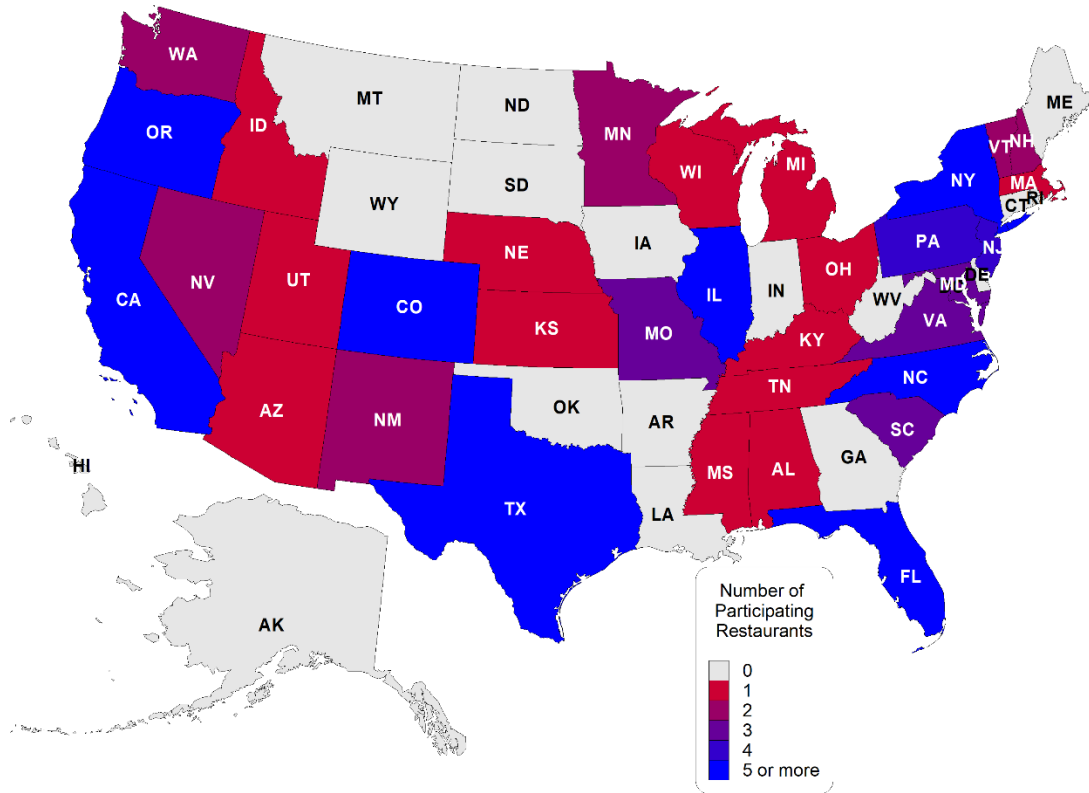 WA
MT
ND
MN
ME
OR
ID
SD
WI
MI
VT
NH
NY
MA
CT
RI
WY
IA
NE
PA
NJ
NV
UT
CO
IL
IN
OH
WV
MD
DE
CA
KS
MO
KY
VA
AZ
NM
OK
AR
TN
NC
SC
MS
AL
GA
HI
TX
LA
FL
AK
Number of
Participating
Restaurants
0
1
2
3
4
5 or more